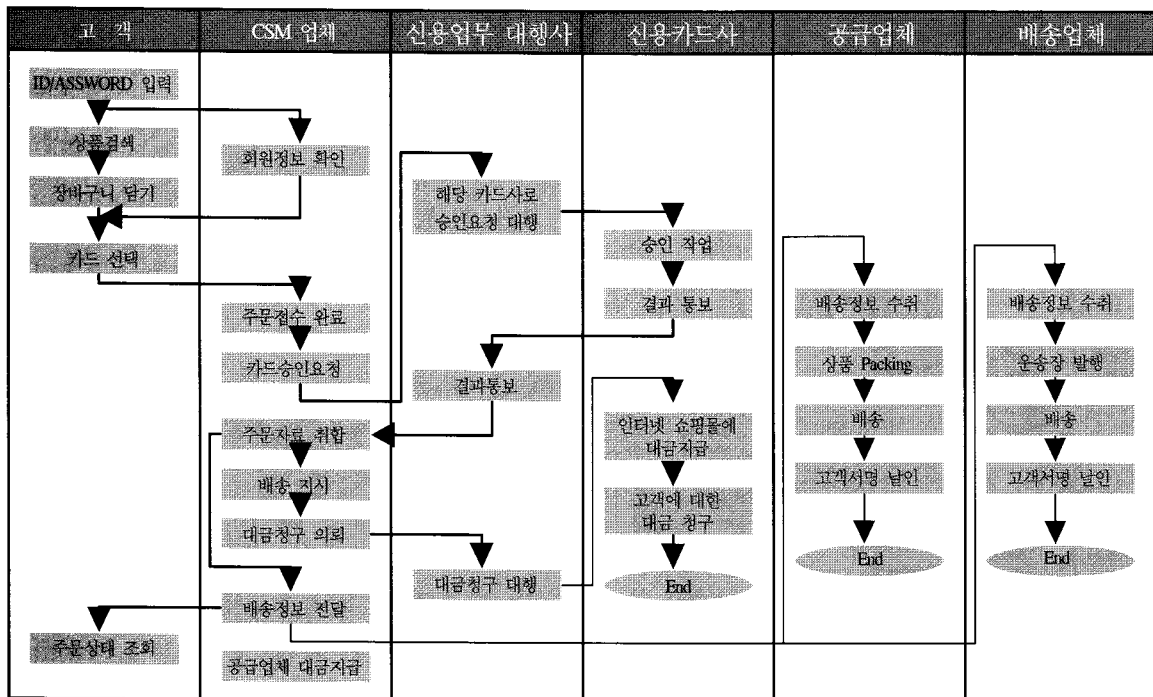 고 객
CSM 업체
신용업무 대행사
신용카드사
공급업체
배송업체
ID/ASSWORD 입력
상품검색
장바구니 담기
카드 선택
주문상태 조회
회원정보 확인
주문접수 완료
카드승인요청
주문자료 취합
배송 지시
대금청구 의뢰
배송정보 전달
공급업체 대금지급
해당 카드사로
승인요청 대행
결과통보
대금청구 대행
승인 작업
결과 통보
인터넷 쇼핑몰에
대금지급
고객에 대한
대금 청구
End
배송정보 수취
상품 Packing
배송
고객서명 날인
End
배송정보 수취
운송장 발행
배송
고객서명 날인
End